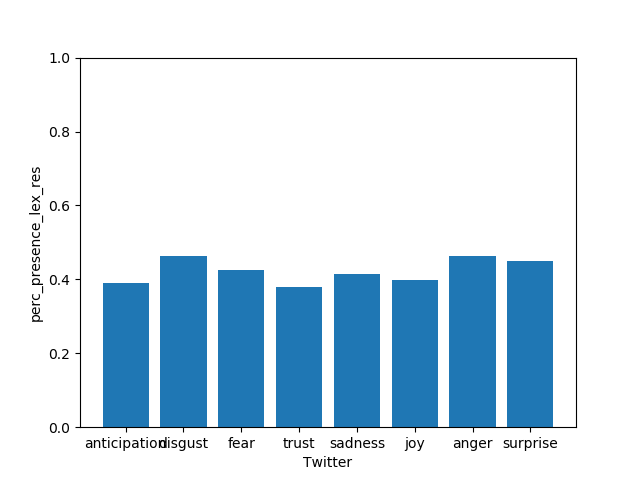 1.0
0.8
0.6
0.4
0.2
0.0
perc_presence_lex_res
anticipation disgust fear trust sadness joy anger surprise
Twitter